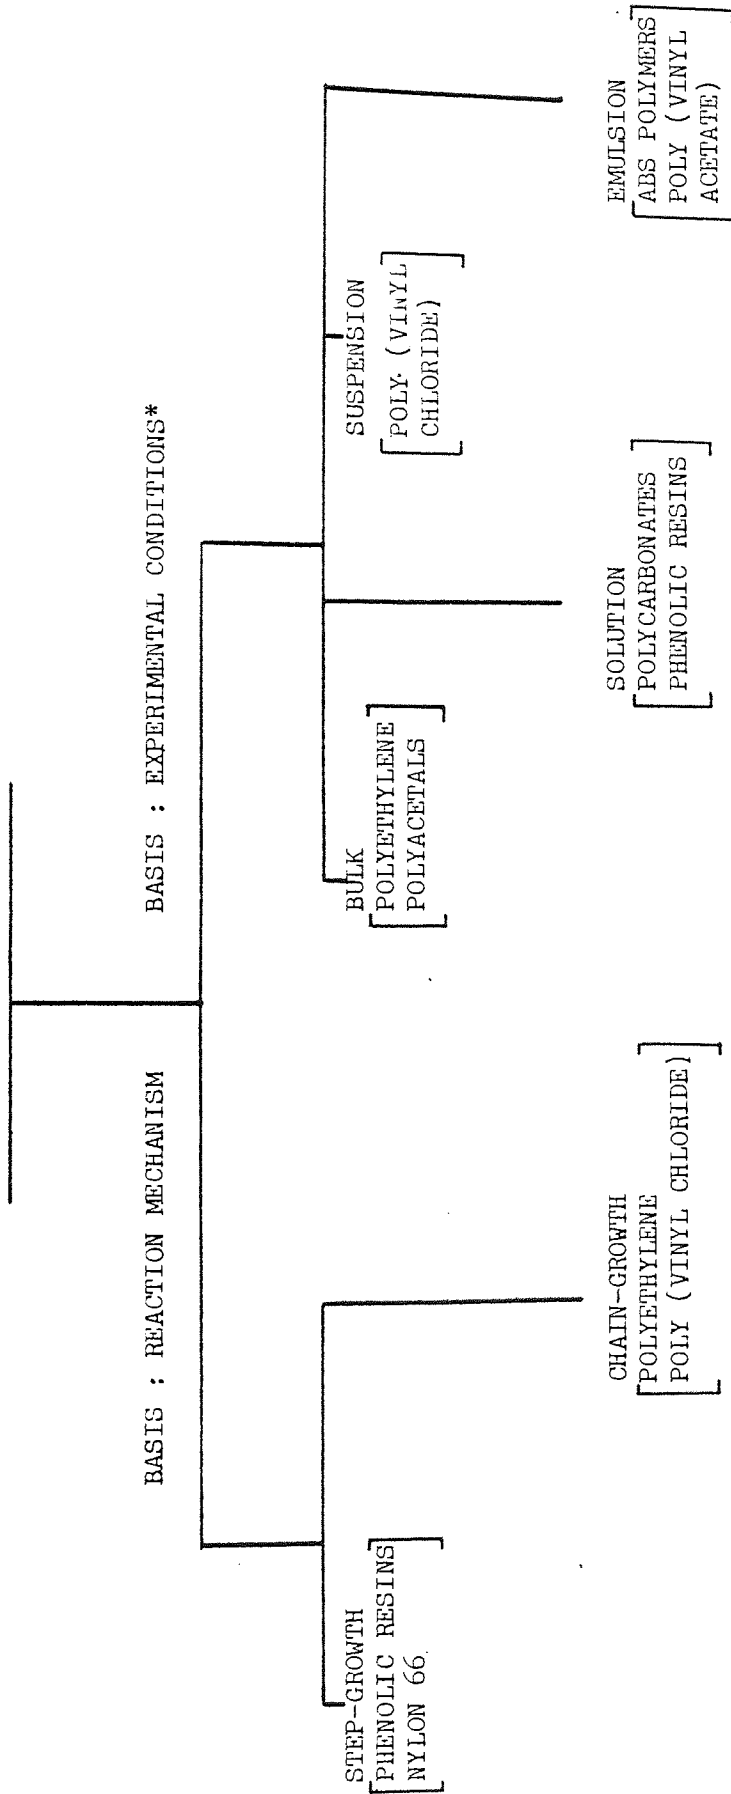 BASIS : REACTION MECHANISM
BASIS : EXPERIMENTAL CONDITIONS*
STEP-GROWTH
PHENOLIC RESINS
NYLON 66
CHAIN-GROWTH
POLYETHYLENE
POLY (VINYL CHLORIDE)
BULK
POLYETHYLENE
POLYACETALS
SOLUTION
POLYCARBONATES
PHENOLIC RESINS
SUSPENSION
POLY (VINYL
CHLORIDE)
EMULSION
ABS POLYMERS
POLY (VINYL
ACETATE)